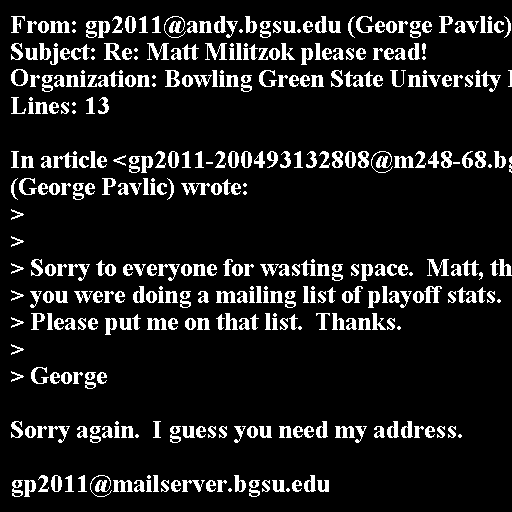 From: gp2011@andy.bgsu.edu (George Pavlic)
Subject: Re: Matt Militzok please read!
Organization: Bowling Green State University
Lines: 13

In article <gp2011-200493132808@m248-68.bg
(George Pavlic) wrote:
>
>
> Sorry to everyone for wasting space.  Matt, th
> you were doing a mailing list of playoff stats.
> Please put me on that list.  Thanks.
>
> George

Sorry again.  I guess you need my address.

gp2011@mailserver.bgsu.edu